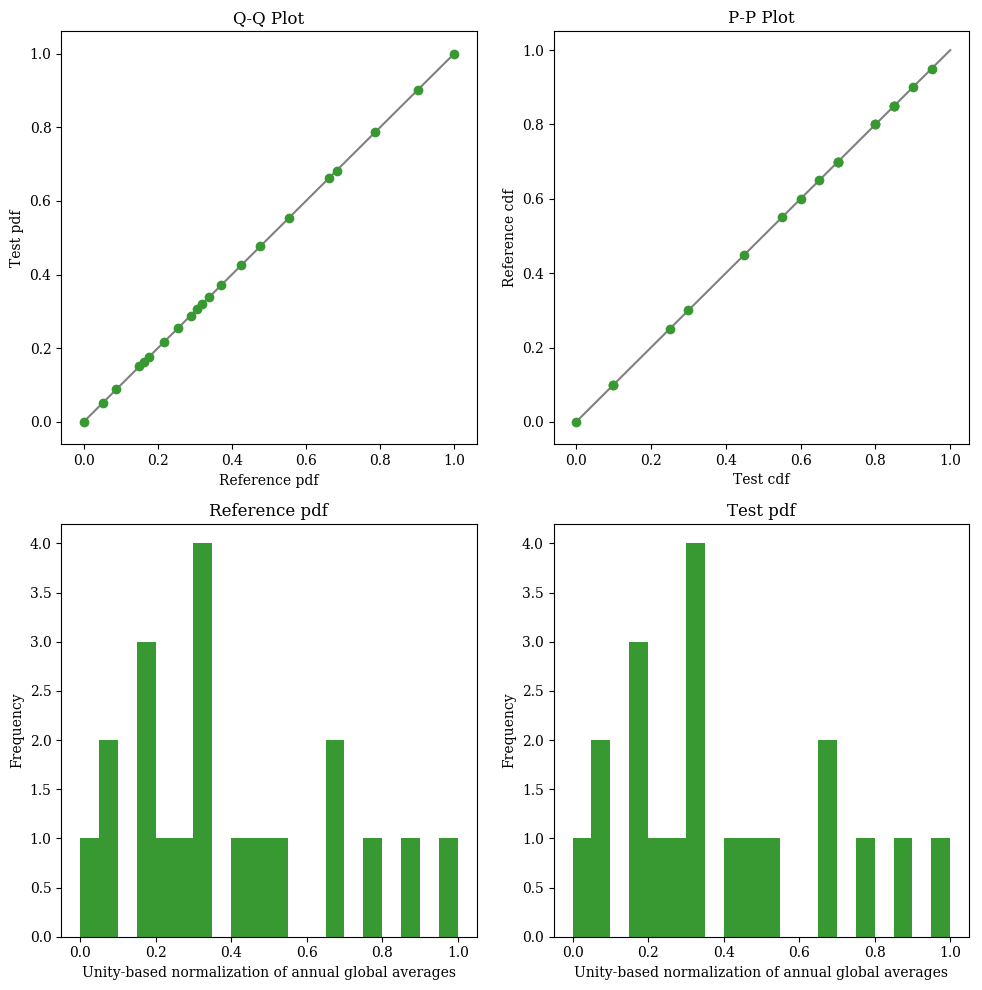 Q-Q Plot
1.0
0.8
0.6
0.4
0.2
0.0
Test pdf
0.0 0.2 0.4 0.6 0.8 1.0
Reference pdf
P-P Plot
1.0
0.8
0.6
0.4
0.2
0.0
Reference cdf
0.0 0.2 0.4 0.6 0.8 1.0
Test cdf
Reference pdf
4.0
3.5
3.0
2.5
2.0
1.5
1.0
0.5
0.0
Frequency
0.0 0.2 0.4 0.6 0.8 1.0
Unity-based normalization of annual global averages
Test pdf
4.0
3.5
3.0
2.5
2.0
1.5
1.0
0.5
0.0
Frequency
0.0 0.2 0.4 0.6 0.8 1.0
Unity-based normalization of annual global averages